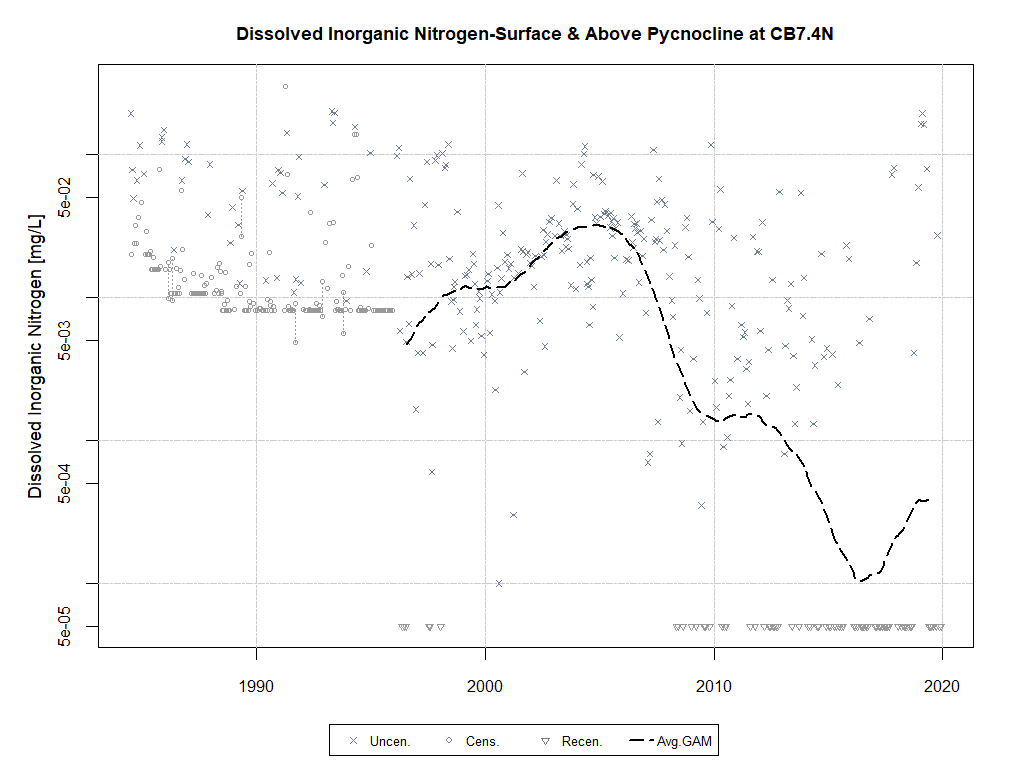 Dissolved Inorganic Nitrogen-Surface & Above Pycnocline at CB7.4N
Dissolved Inorganic Nitrogen [mg/L]
5e-02
5e-03
5e-04
5e-05
1990 2000 2010 2020
Uncen. Cens. Recen. Avg.GAM